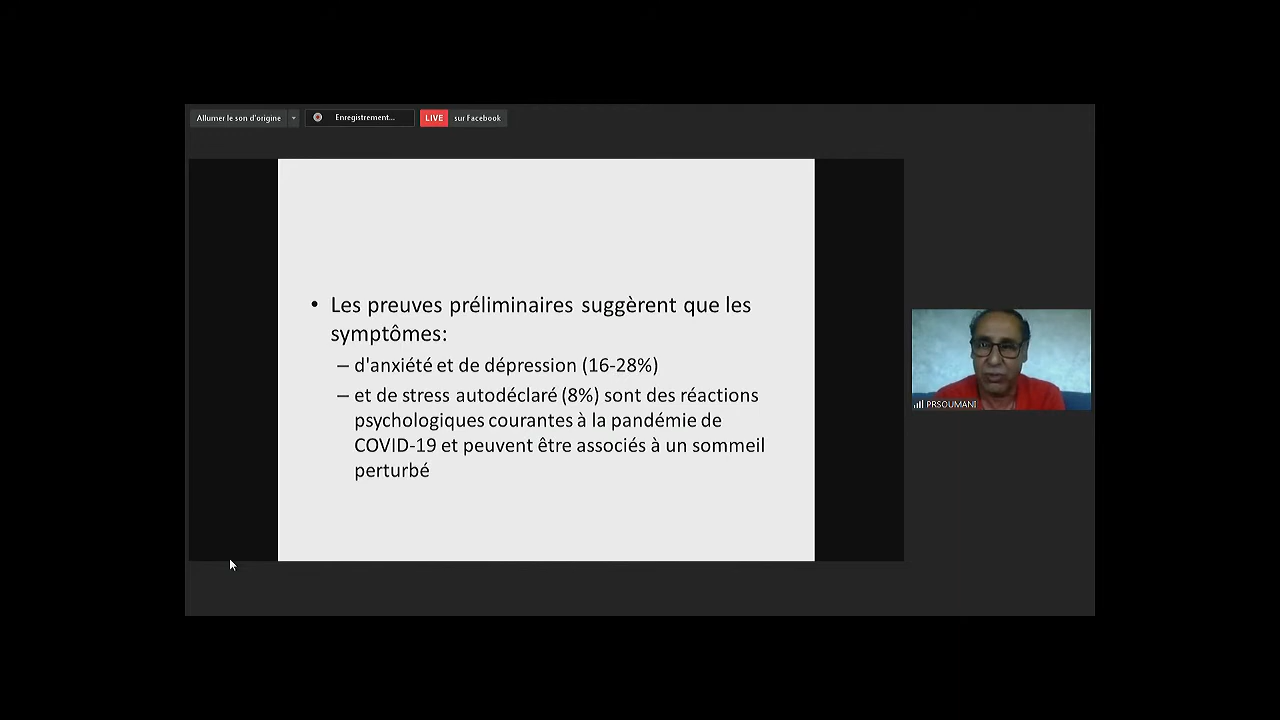 Allumer le son d'origine Enregistrement... LIVE sur Facebook
• Les preuves préliminaires suggèrent que les
symptômes:
– d'anxiété et de dépression (16-28%)
– et de stress autodéclaré (8%) sont des réactions
psychologiques courantes à la pandémie de
COVID-19 et peuvent être associés à un sommeil
perturbé
PRSOUMANI